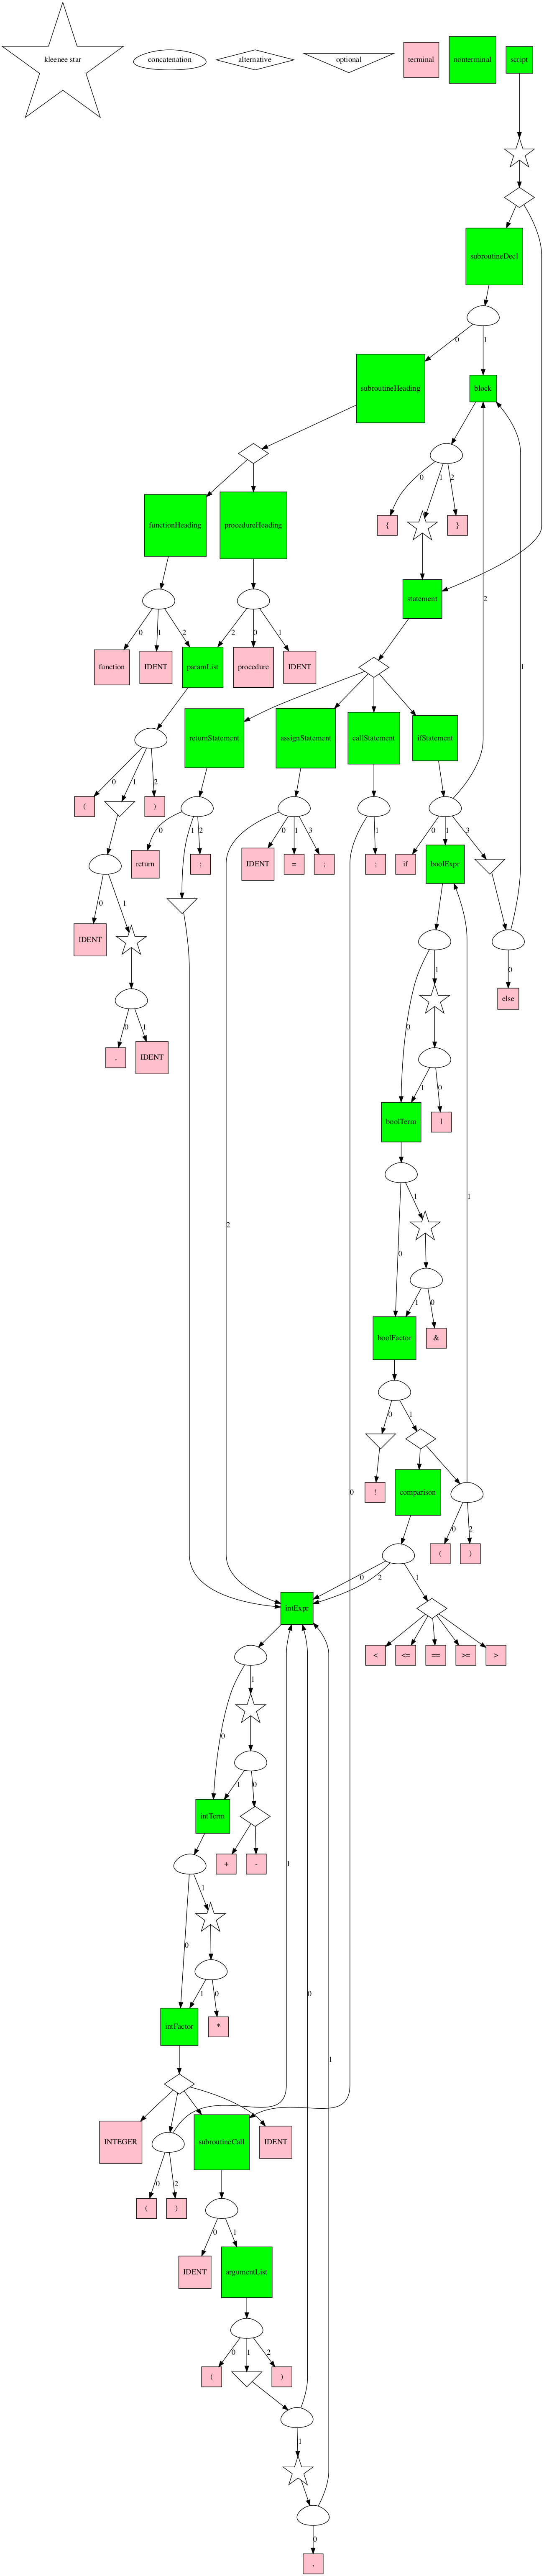 kleenee star
concatenation
alternative
optional
terminal
nonterminal
script
subroutineDecl
0
1
subroutineHeading
block
0
1
2
2
1
functionHeading
procedureHeading
{
}
statement
0
1
2
2
0
1
function
IDENT
paramList
procedure
IDENT
returnStatement
assignStatement
callStatement
ifStatement
0
1
2
(
)
0
1
2
0
1
3
1
0
1
3
return
;
IDENT
=
;
;
if
boolExpr
0
1
IDENT
0
1
0
else
0
1
,
IDENT
1
0
boolTerm
|
1
0
1
2
1
0
boolFactor
&
0
1
!
comparison
0
0
2
(
)
0
2
1
intExpr
<
<=
==
>=
>
1
0
1
0
intTerm
+
-
1
1
0
1
0
0
intFactor
*
1
INTEGER
subroutineCall
IDENT
0
2
(
)
0
1
IDENT
argumentList
0
1
2
(
)
1
0
,